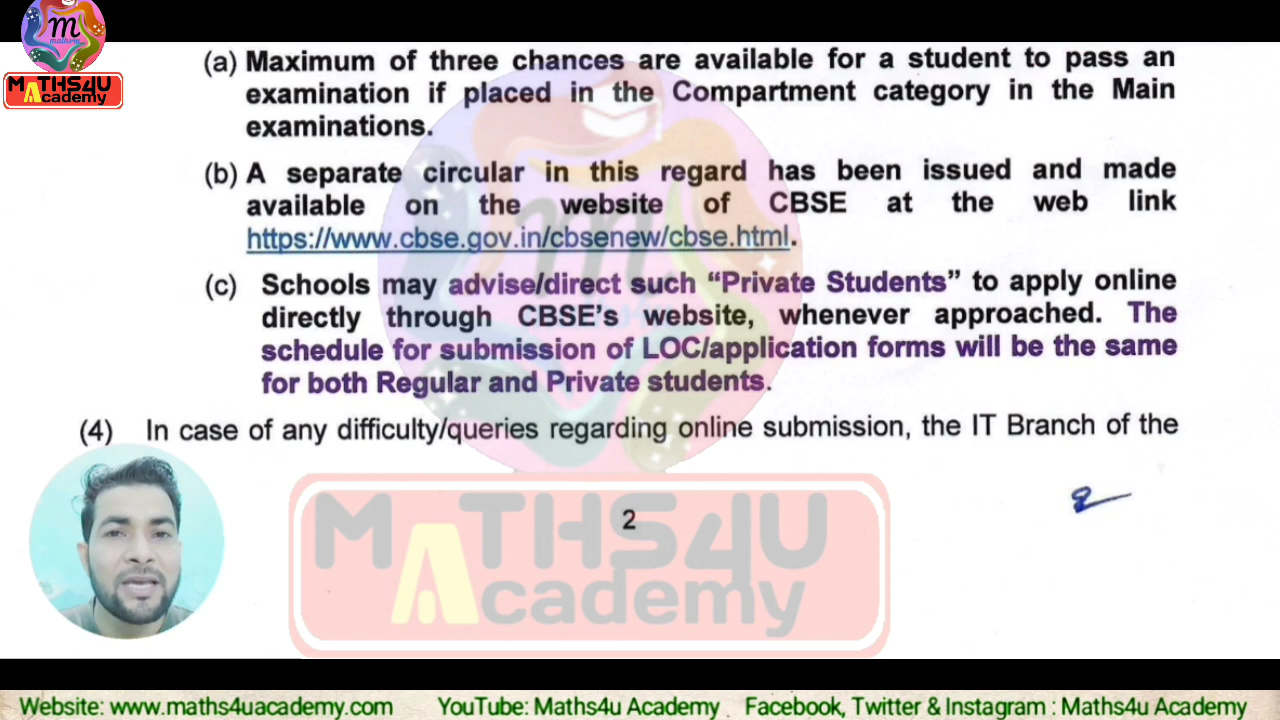 m
maths4u
MATHS4U
Academy
(a) Maximum of three chances are available for a student to pass an
examination if placed in the Compartment category in the Main
examinations.
(b) A separate circular in this regard has been issued and made
available on the website of CBSE at the web link
https://www.cbse.gov.in/cbsenew/cbse.html.
(c) Schools may advise/direct such “Private Students” to apply online
directly through CBSE’s website, whenever approached. The
schedule for submission of LOC/application forms will be the same
for both Regular and Private students.
(4) In case of any difficulty/queries regarding online submission, the IT Branch of the
2
MATHS4U
Academy
Website: www.maths4uacademy.com YouTube: Maths4u Academy . Facebook, Twitter & Instagram : Maths4u Academy